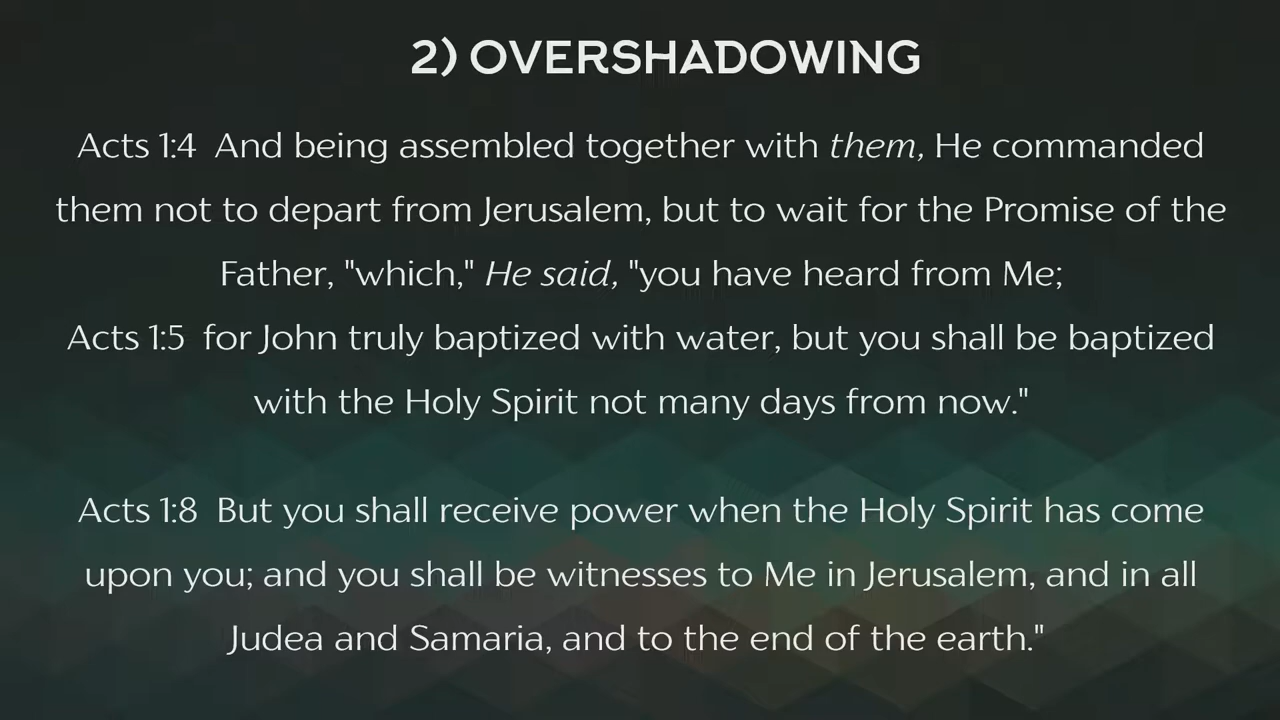 2) OVERSHADOWING
Acts 1:4 And being assembled together with them, He commanded
them not to depart from Jerusalem, but to wait for the Promise of the
Father, "which," He said, "you have heard from Me;
Acts 1:5 for John truly baptized with water, but you shall be baptized
with the Holy Spirit not many days from now."
Acts 1:8 But you shall receive power when the Holy Spirit has come
upon you; and you shall be witnesses to Me in Jerusalem, and in all
Judea and Samaria, and to the end of the earth."